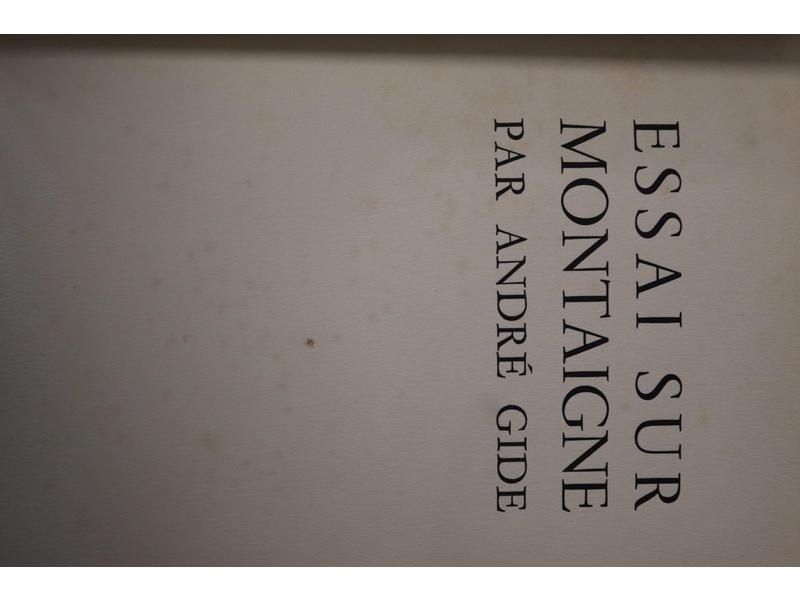 ESSAI SUR
MONTAIGNE
PAR ANDRÉ GIDE